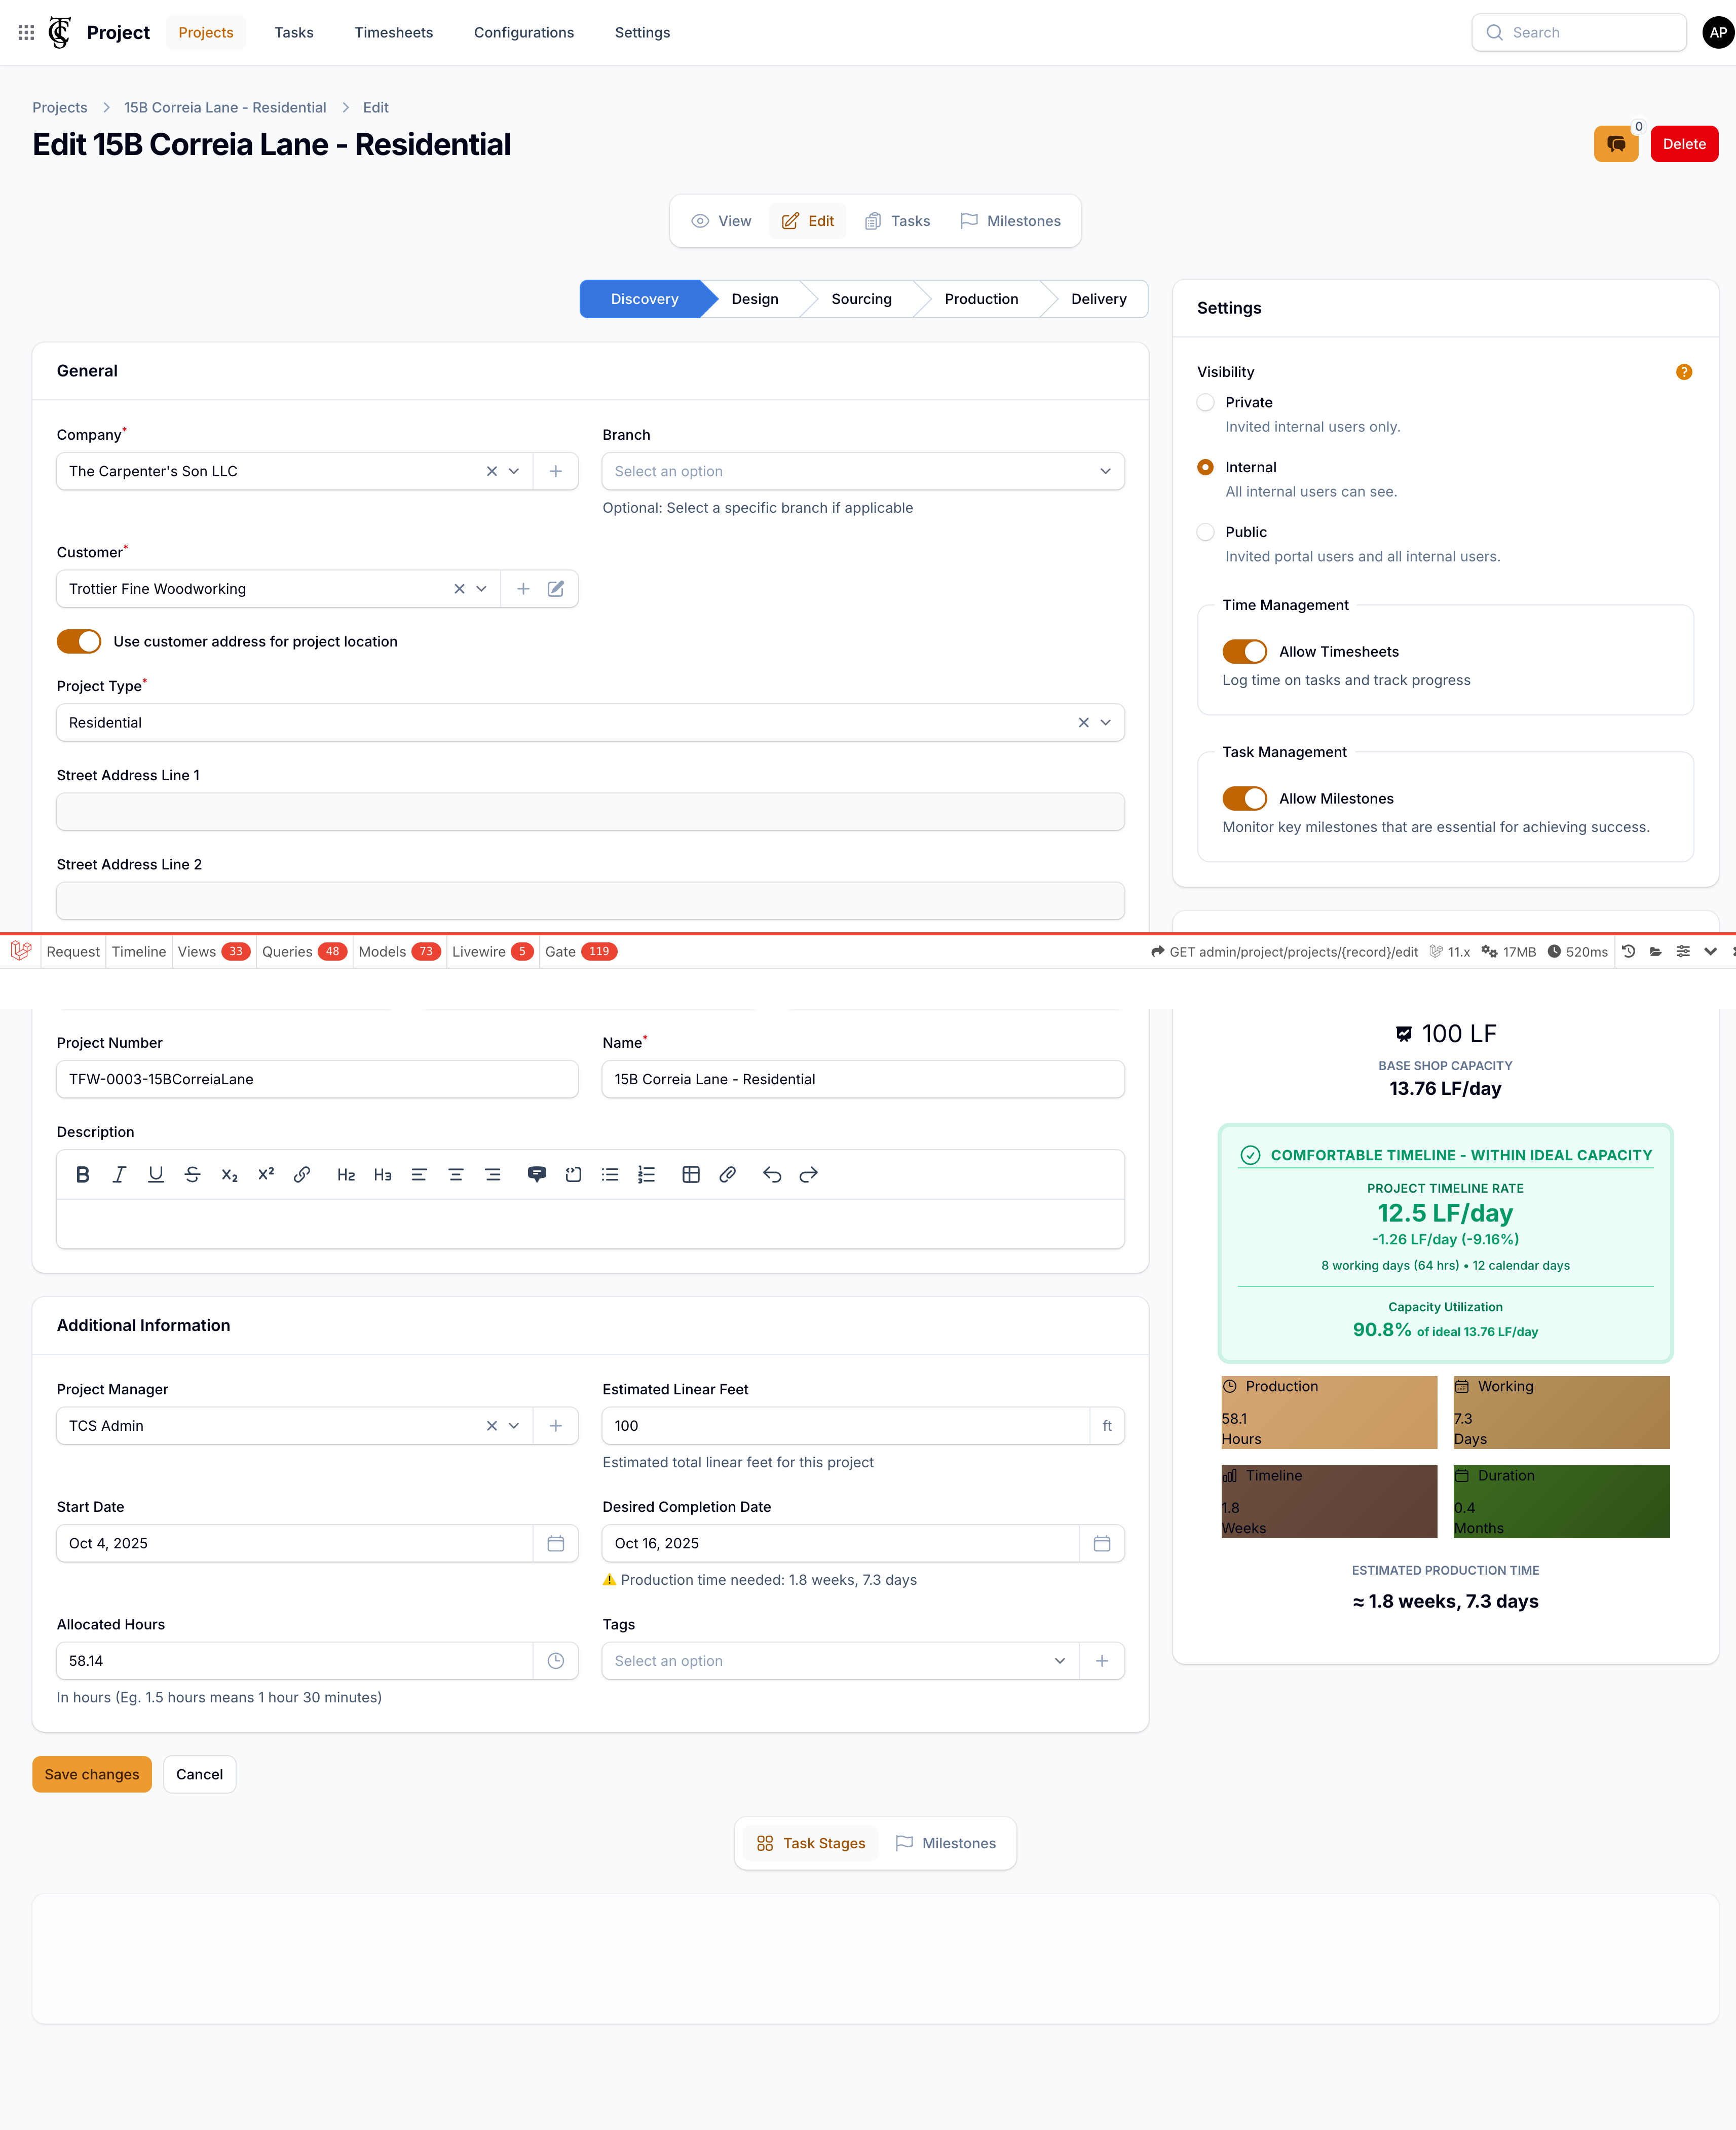 Project
Projects
Tasks
Timesheets
Configurations
Settings
Search
AP
Projects > 15B Correia Lane - Residential > Edit
Edit 15B Correia Lane - Residential
0
Delete
View
Edit
Tasks
Milestones
Discovery
Design
Sourcing
Production
Delivery
General
Company*
The Carpenter's Son LLC
Branch
Select an option
Optional: Select a specific branch if applicable
Customer*
Trottier Fine Woodworking
Use customer address for project location
Project Type*
Residential
Street Address Line 1
Street Address Line 2
Settings
Visibility
?
Private
Invited internal users only.
Internal
All internal users can see.
Public
Invited portal users and all internal users.
Time Management
Allow Timesheets
Log time on tasks and track progress
Task Management
Allow Milestones
Monitor key milestones that are essential for achieving success.
Request
Timeline
Views 33
Queries 48
Models 73
Livewire 5
Gate 119
GET admin/project/projects/{record}/edit
11.x
17MB
520ms
Project Number
TFW-0003-15BCorreiaLane
Name*
15B Correia Lane - Residential
Description
B I U S X₂ X² H2 H3
Additional Information
Project Manager
TCS Admin
Estimated Linear Feet
100
ft
Estimated total linear feet for this project
Start Date
Oct 4, 2025
Desired Completion Date
Oct 16, 2025
⚠️ Production time needed: 1.8 weeks, 7.3 days
Allocated Hours
58.14
In hours (Eg. 1.5 hours means 1 hour 30 minutes)
Tags
Select an option
100 LF
BASE SHOP CAPACITY
13.76 LF/day
COMFORTABLE TIMELINE - WITHIN IDEAL CAPACITY
PROJECT TIMELINE RATE
12.5 LF/day
-1.26 LF/day (-9.16%)
8 working days (64 hrs) • 12 calendar days
Capacity Utilization
90.8% of ideal 13.76 LF/day
Production
58.1
Hours
Working
7.3
Days
Timeline
1.8
Weeks
Duration
0.4
Months
ESTIMATED PRODUCTION TIME
≈ 1.8 weeks, 7.3 days
Save changes
Cancel
Task Stages
Milestones